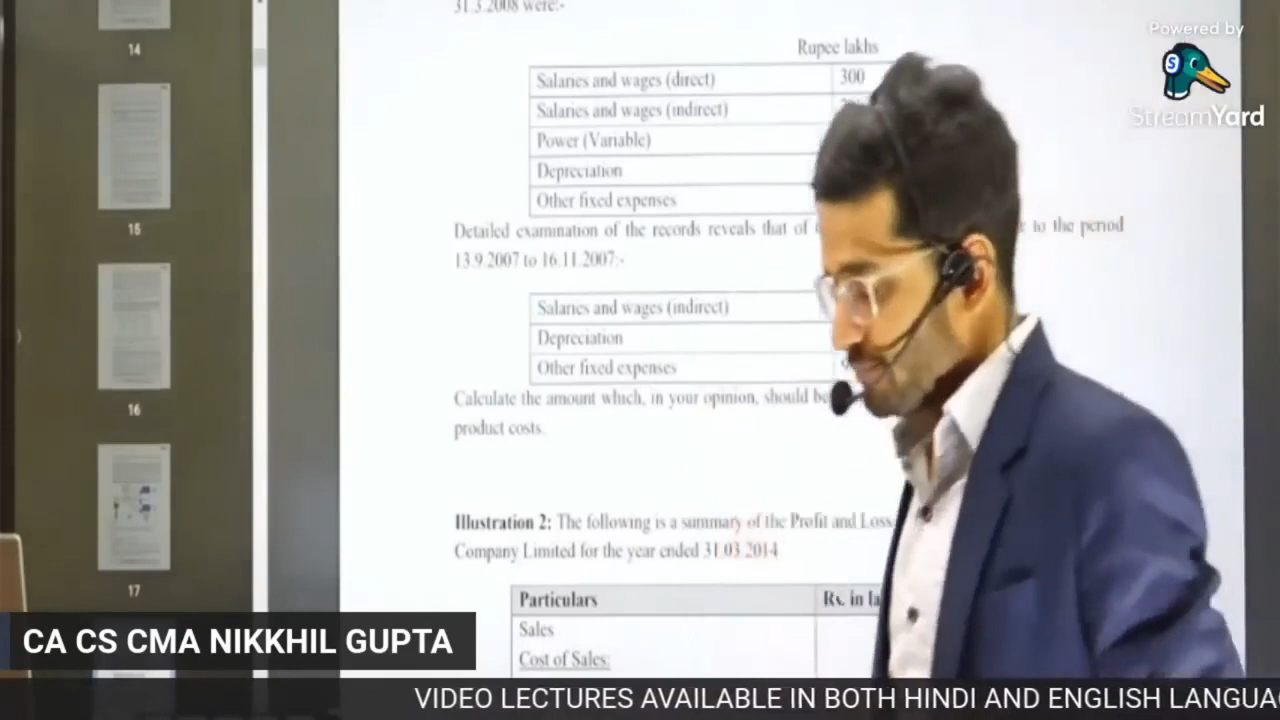 31.3.2008 were:-
Powered by
StreamYard
Rupee lakhs
Salaries and wages (direct) 300
Salaries and wages (indirect)
Power (Variable)
Depreciation
Other fixed expenses
Detailed examination of the records reveals that of to the period
13.9.2007 to 16.11.2007:-
Salaries and wages (indirect)
Depreciation
Other fixed expenses
Calculate the amount which, in your opinion, should be
product costs.
Illustration 2: The following is a summary of the Profit and Loss
Company Limited for the year ended 31.03.2014
Particulars Rs. in la
Sales
Cost of Sales:
14
15
16
17
CA CS CMA NIKKHIL GUPTA
VIDEO LECTURES AVAILABLE IN BOTH HINDI AND ENGLISH LANGUA